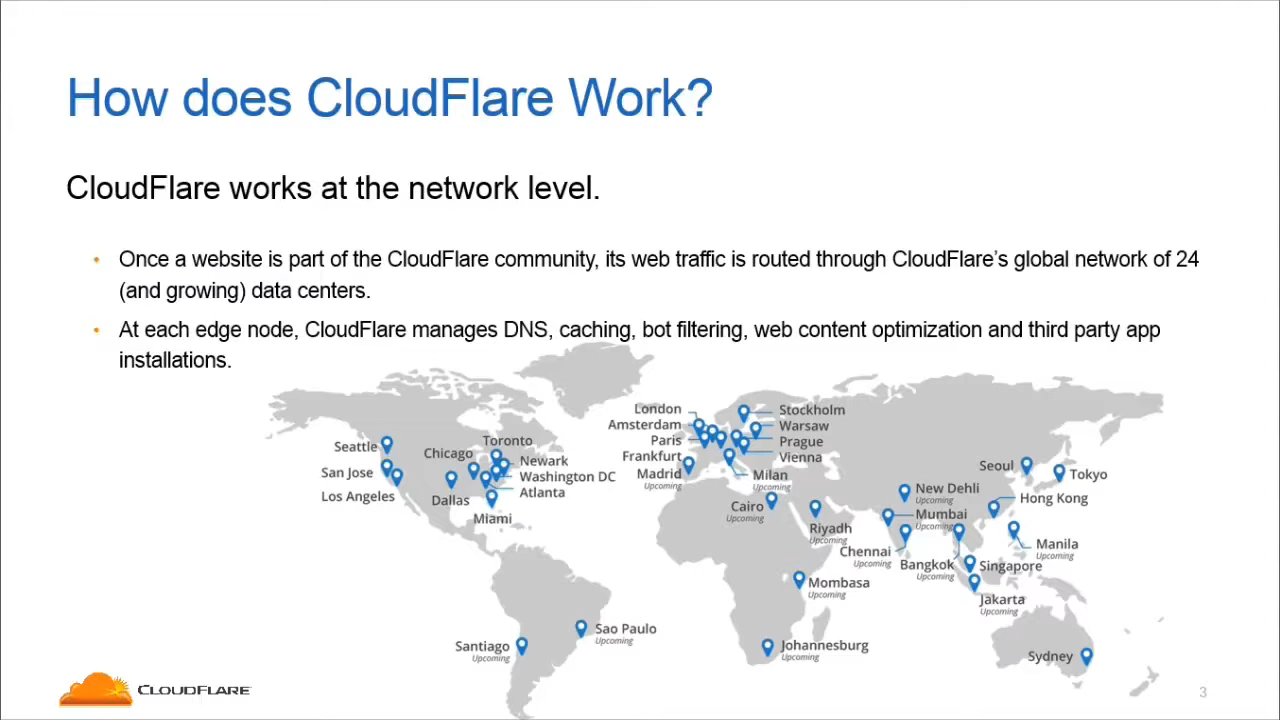 How does CloudFlare Work?
CloudFlare works at the network level.
• Once a website is part of the CloudFlare community, its web traffic is routed through CloudFlare’s global network of 24
(and growing) data centers.
• At each edge node, CloudFlare manages DNS, caching, bot filtering, web content optimization and third party app
installations.
Seattle
San Jose
Los Angeles
Chicago
Dallas
Toronto
Newark
Washington DC
Atlanta
Miami
London
Amsterdam
Paris
Frankfurt
Madrid
Upcoming
Stockholm
Warsaw
Prague
Vienna
Milan
Upcoming
Cairo
Upcoming
Riyadh
Upcoming
New Dehli
Upcoming
Mumbai
Upcoming
Chennai
Upcoming
Bangkok
Upcoming
Seoul
Tokyo
Hong Kong
Manila
Upcoming
Singapore
Jakarta
Upcoming
Mombasa
Upcoming
Johannesburg
Upcoming
Sao Paulo
Upcoming
Santiago
Upcoming
Sydney
CLOUDFLARE
3